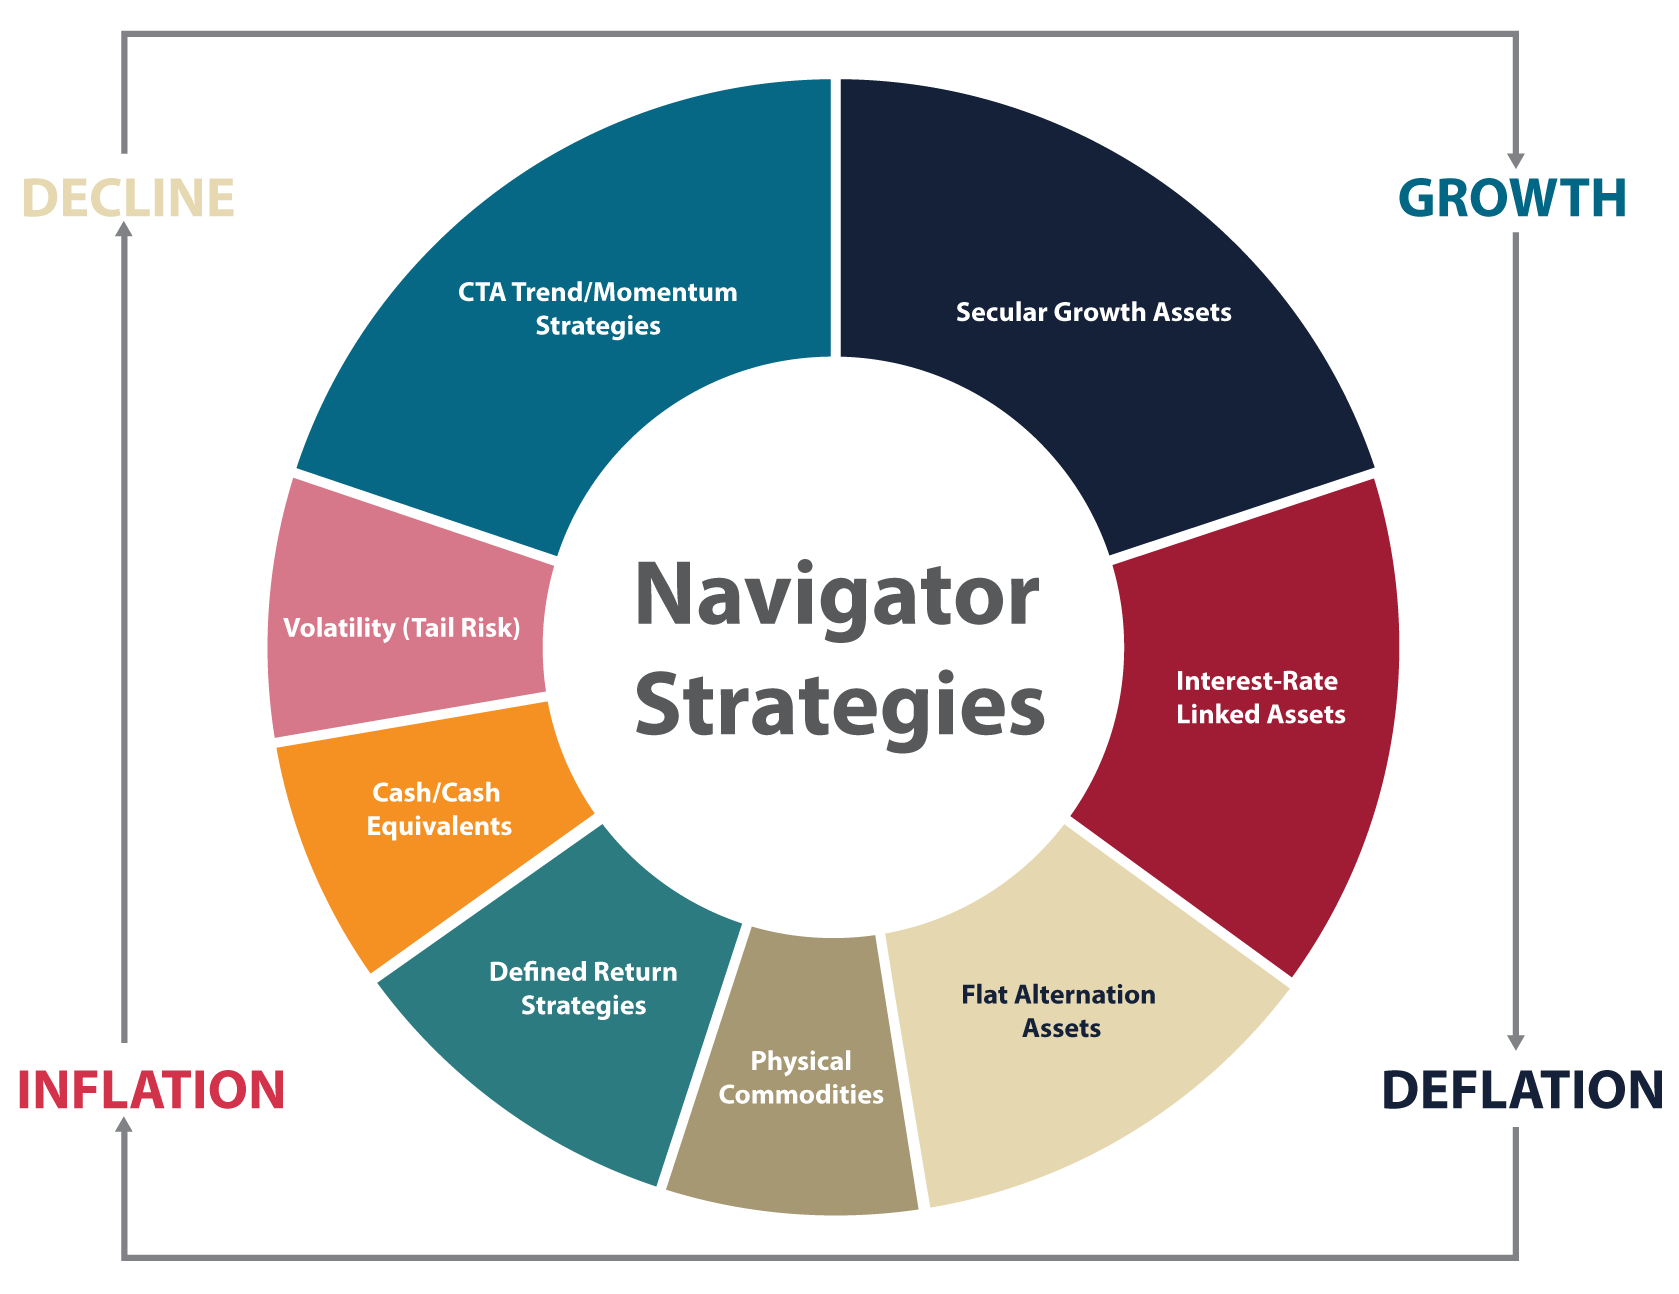 DECLINE
GROWTH
CTA Trend/Momentum
Strategies
Secular Growth Assets
Navigator
Strategies
Volatility (Tail Risk)
Interest-Rate
Linked Assets
Cash/Cash
Equivalents
Defined Return
Strategies
Flat Alternation
Assets
Physical
Commodities
INFLATION
DEFLATION